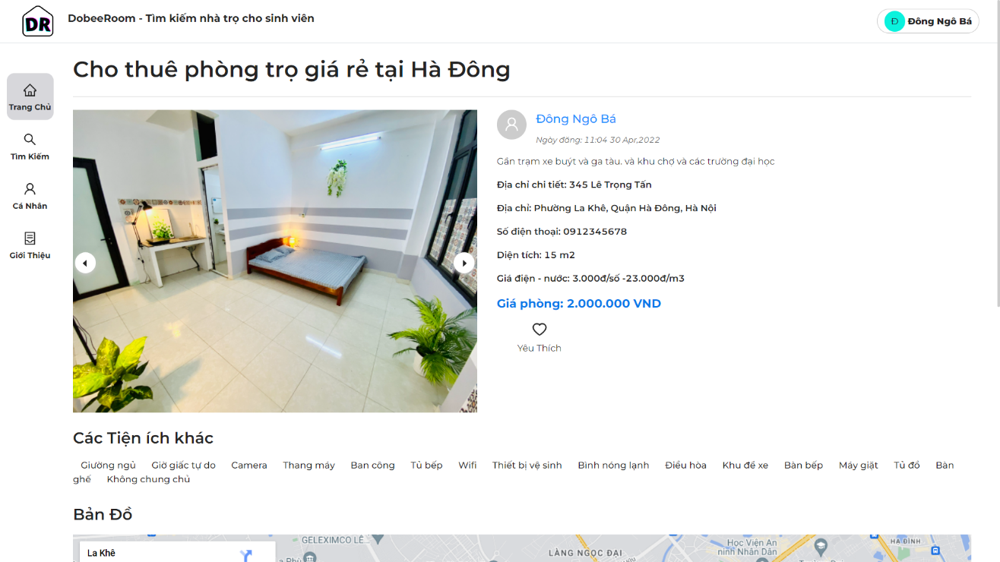 DR
DobeeRoom - Tìm kiếm nhà trọ cho sinh viên
Đ Đông Ngô Bá
Cho thuê phòng trọ giá rẻ tại Hà Đông
Trang Chủ
Tìm Kiếm
Cá Nhân
Giới Thiệu
Đông Ngô Bá
Ngày đăng: 11:04 30 Apr,2022
Gần trạm xe buýt và ga tàu. và khu chợ và các trường đại học
Địa chỉ chi tiết: 345 Lê Trọng Tấn
Địa chỉ: Phường La Khê, Quận Hà Đông, Hà Nội
Số điện thoại: 0912345678
Diện tích: 15 m2
Giá điện - nước: 3.000đ/số -23.000đ/m3
Giá phòng: 2.000.000 VND
Yêu Thích
Các Tiện ích khác
Giường ngủ Giờ giấc tự do Camera Thang máy Ban công Tủ bếp Wifi Thiết bị vệ sinh Bình nóng lạnh Điều hòa Khu để xe Bàn bếp Máy giặt Tủ đồ Bàn
ghế Không chung chủ
Bản Đồ
La Khê
GELEXIMCO LÊ...
LÀNG NGỌC ĐẠI
Học Viện An
ninh Nhân Dân
HÀ ĐÌNH